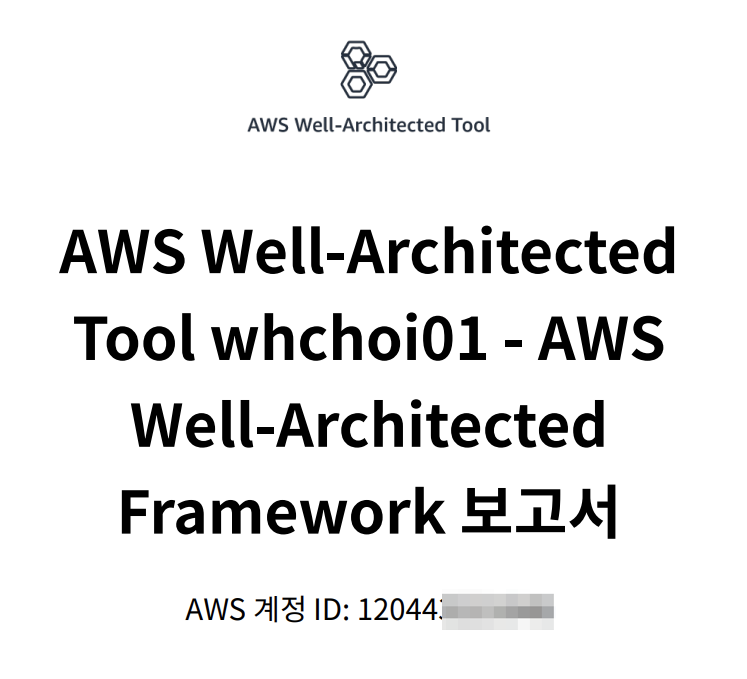 AWS Well-Architected Tool
AWS Well-Architected
Tool whchoi01 - AWS
Well-Architected
Framework 보고서
AWS 계정 ID: 12044